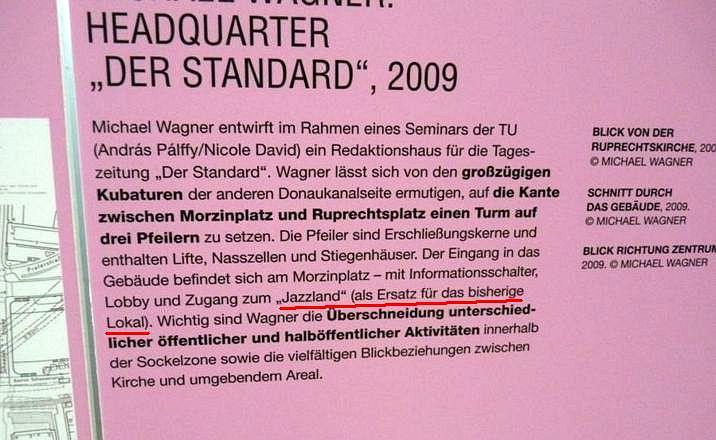 HEADQUARTER
„DER STANDARD“, 2009
Michael Wagner entwirft im Rahmen eines Seminars der TU
(András Pálffy/Nicole David) ein Redaktionshaus für die Tages-
zeitung „Der Standard“. Wagner lässt sich von den großzügigen
Kubaturen der anderen Donaukanalseite ermutigen, auf die Kante
zwischen Morzinplatz und Ruprechtsplatz einen Turm auf
drei Pfeilern zu setzen. Die Pfeiler sind Erschließungskerne und
enthalten Lifte, Nasszellen und Stiegenhäuser. Der Eingang in das
Gebäude befindet sich am Morzinplatz – mit Informationsschalter,
Lobby und Zugang zum „Jazzland“ (als Ersatz für das bisherige
Lokal). Wichtig sind Wagner die Überschneidung unterschied-
licher öffentlicher und halböffentlicher Aktivitäten innerhalb
der Sockelzone sowie die vielfältigen Blickbeziehungen zwischen
Kirche und umgebendem Areal.
BLICK VON DER
RUPRECHTSKIRCHE, 200
© MICHAEL WAGNER
SCHNITT DURCH
DAS GEBÄUDE, 2009.
© MICHAEL WAGNER
BLICK RICHTUNG ZENTRUM
2009. © MICHAEL WAGNER